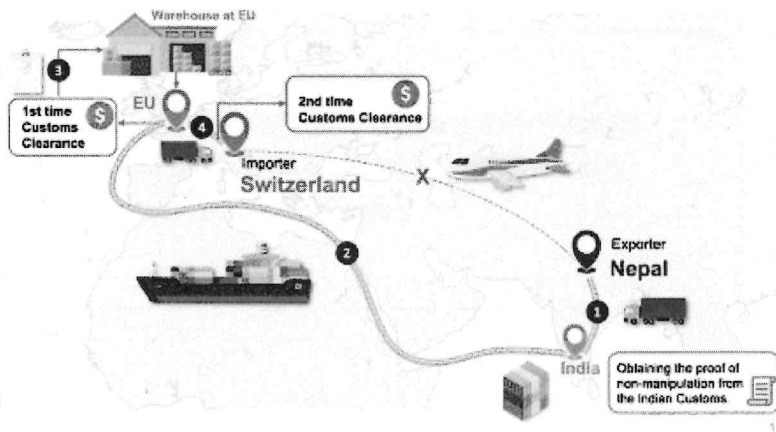 Warehouse at EU
3
EU
1st time
Customs
Clearance
$
4
2nd time
Customs Clearance
$
Importer
Switzerland
X
2
Exporter
Nepal
1
India
Obtaining the proof of
non-manipulation from
the Indian Customs.
1